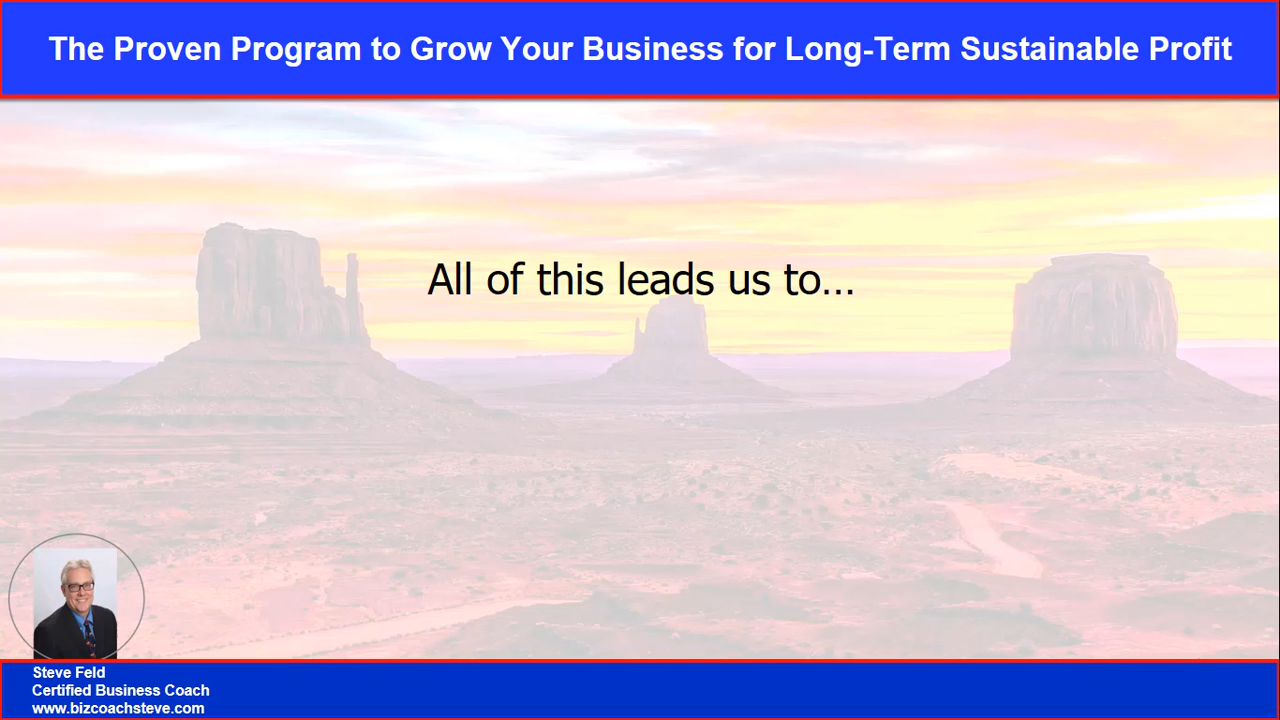 The Proven Program to Grow Your Business for Long-Term Sustainable Profit
All of this leads us to...
Steve Feld
Certified Business Coach
www.bizcoachsteve.com